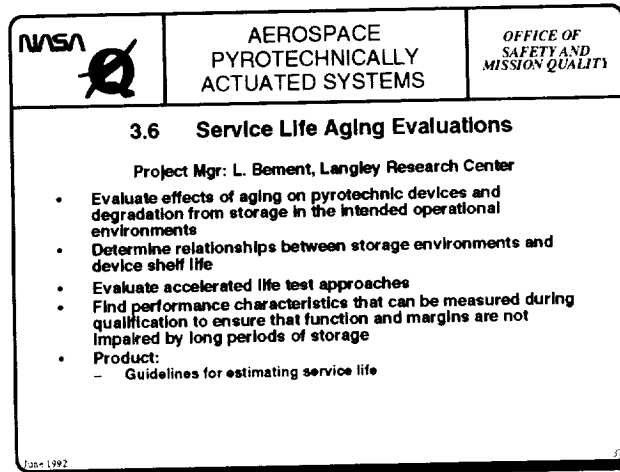 NASA
Q
AEROSPACE
PYROTECHNICALLY
ACTUATED SYSTEMS
OFFICE OF
SAFETY AND
MISSION QUALITY
3.6 Service Life Aging Evaluations
Project Mgr: L. Bement, Langley Research Center
• Evaluate effects of aging on pyrotechnic devices and
degradation from storage in the intended operational
environments
• Determine relationships between storage environments and
device shelf life
• Evaluate accelerated life test approaches
• Find performance characteristics that can be measured during
qualification to ensure that function and margins are not
impaired by long periods of storage
• Product:
– Guidelines for estimating service life
June 1992